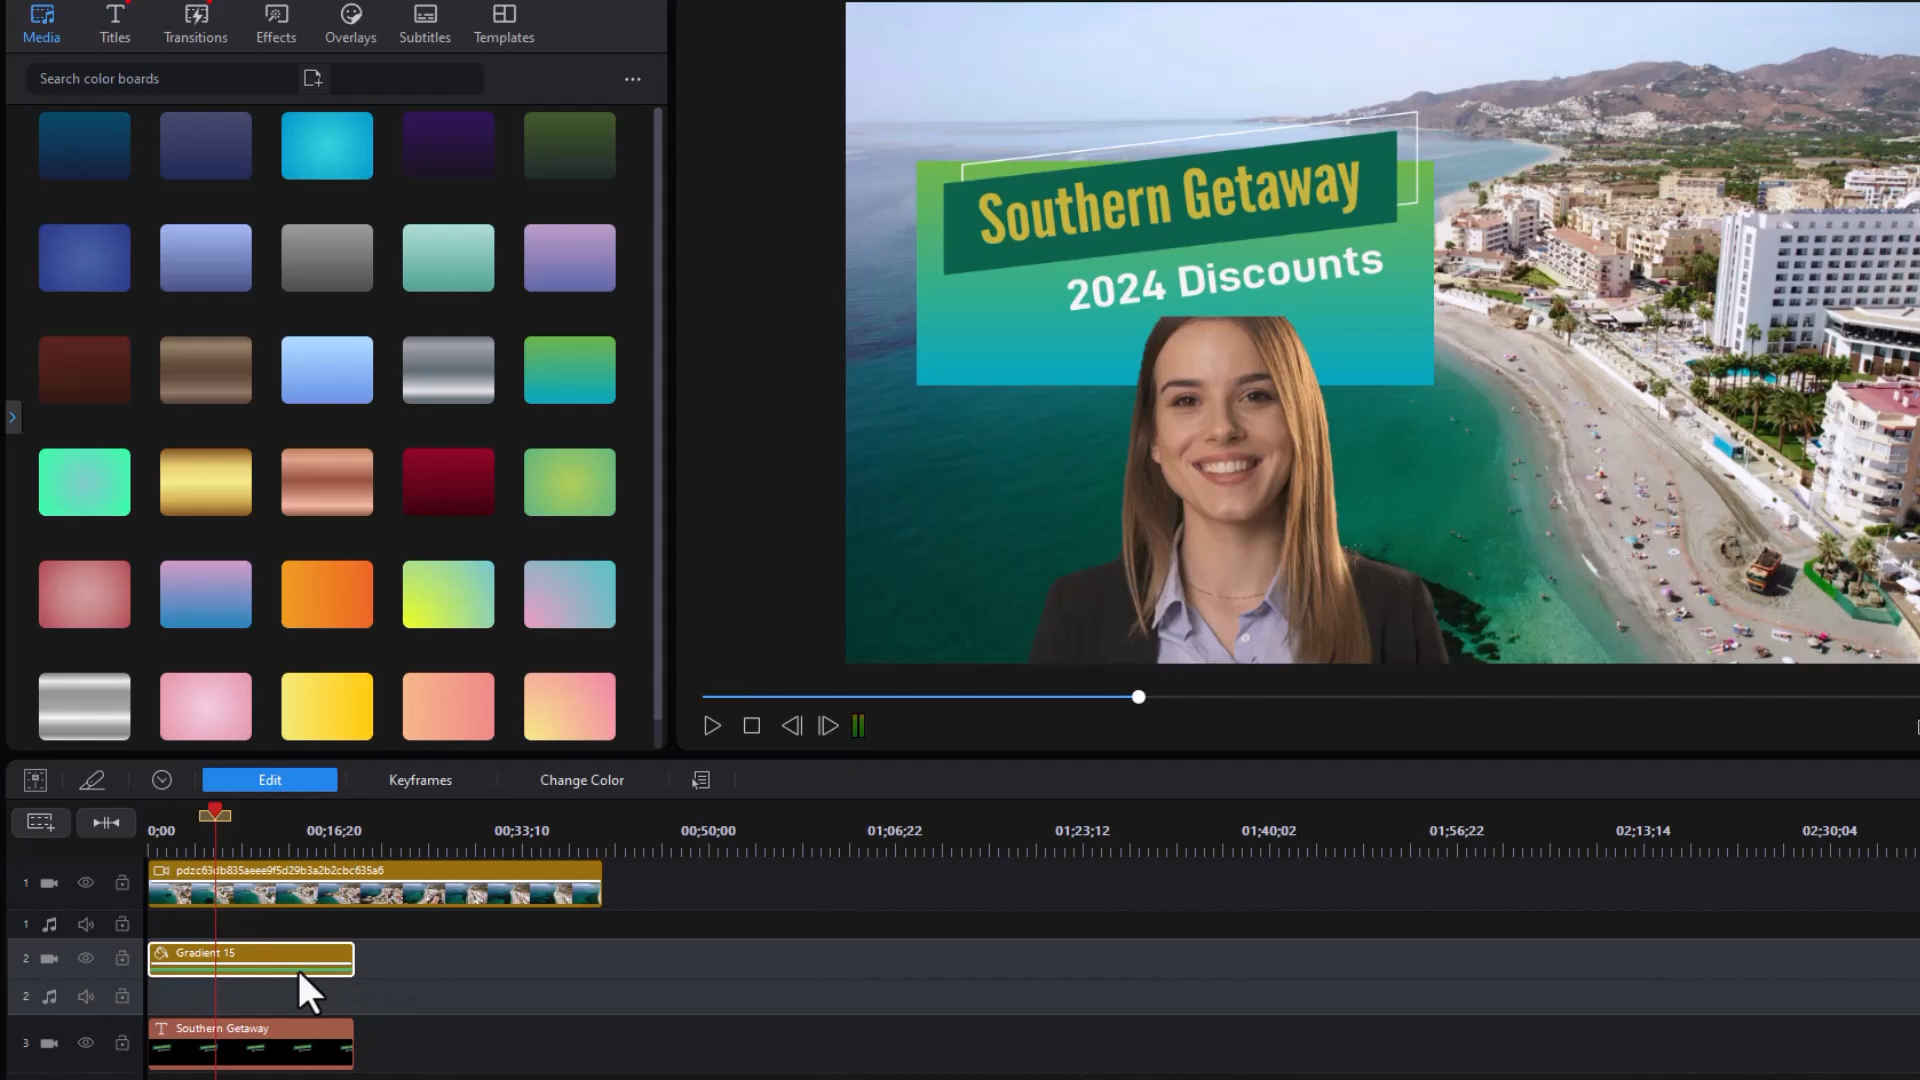 Media
Titles
Transitions
Effects
Overlays
Subtitles
Templates
Search color boards
Southern Getaway
2024 Discounts
Edit
Keyframes
Change Color
0;00
00;16;20
00;33;10
00;50;00
01;06;22
01;23;12
01;40;02
01;56;22
02;13;14
02;30;04
1
pdzc63db835aeee9f5d29b3a2b2cbc635a6
1
2
Gradient 15
2
3
Southern Getaway